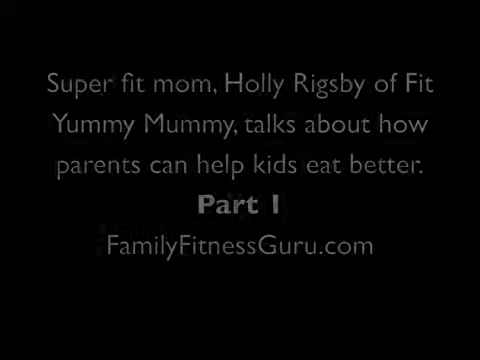 Super fit mom, Holly Rigsby of Fit
Yummy Mummy, talks about how
parents can help kids eat better.
Part 1
FamilyFitnessGuru.com